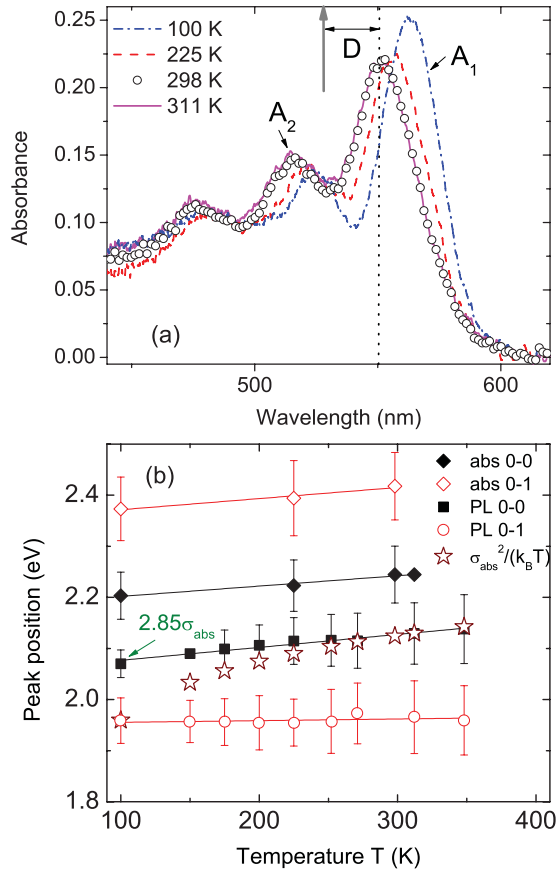 100 K
225 K
298 K
311 K
D
A₁
A₂
0.25
0.20
0.15
0.10
0.05
0.00
Absorbance
(a)
500
600
Wavelength (nm)
(b)
abs 0-0
abs 0-1
PL 0-0
PL 0-1
σabs²/(kBT)
2.85σabs
2.4
2.2
2.0
1.8
Peak position (eV)
100
200
300
400
Temperature T (K)